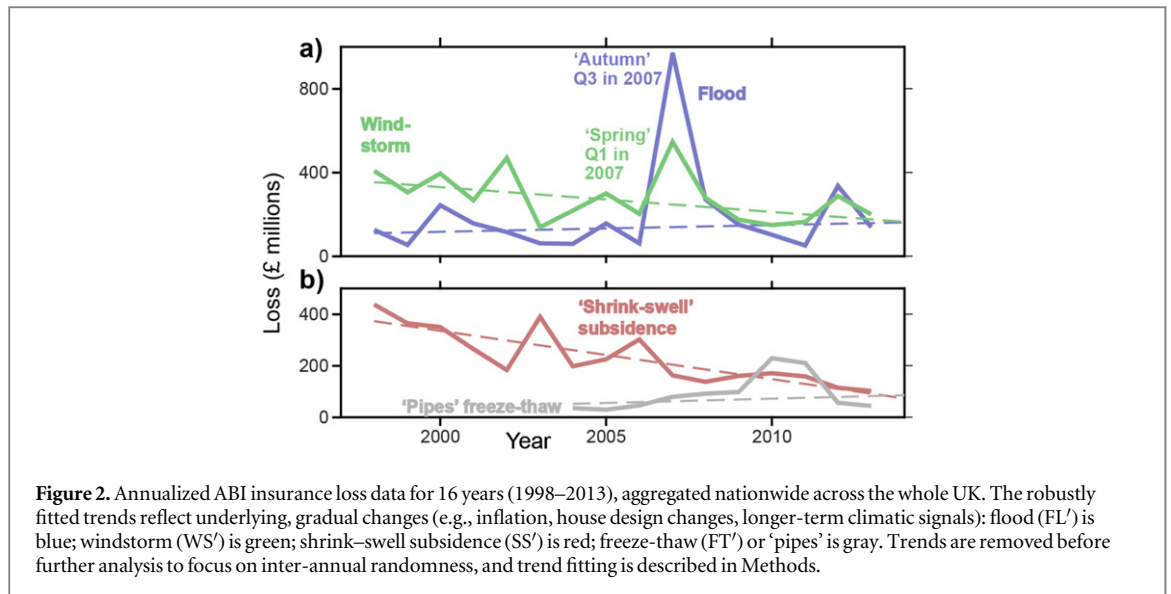 a)
800
400
0
Wind-
storm
‘Autumn’
Q3 in 2007
Flood
‘Spring’
Q1 in
2007
Loss (£ millions)
b)
400
200
0
‘Shrink-swell’
subsidence
‘Pipes’ freeze-thaw
2000
2005
2010
Year
Figure 2. Annualized ABI insurance loss data for 16 years (1998–2013), aggregated nationwide across the whole UK. The robustly
fitted trends reflect underlying, gradual changes (e.g., inflation, house design changes, longer-term climatic signals): flood (FL′) is
blue; windstorm (WS′) is green; shrink–swell subsidence (SS′) is red; freeze-thaw (FT′) or ‘pipes’ is gray. Trends are removed before
further analysis to focus on inter-annual randomness, and trend fitting is described in Methods.